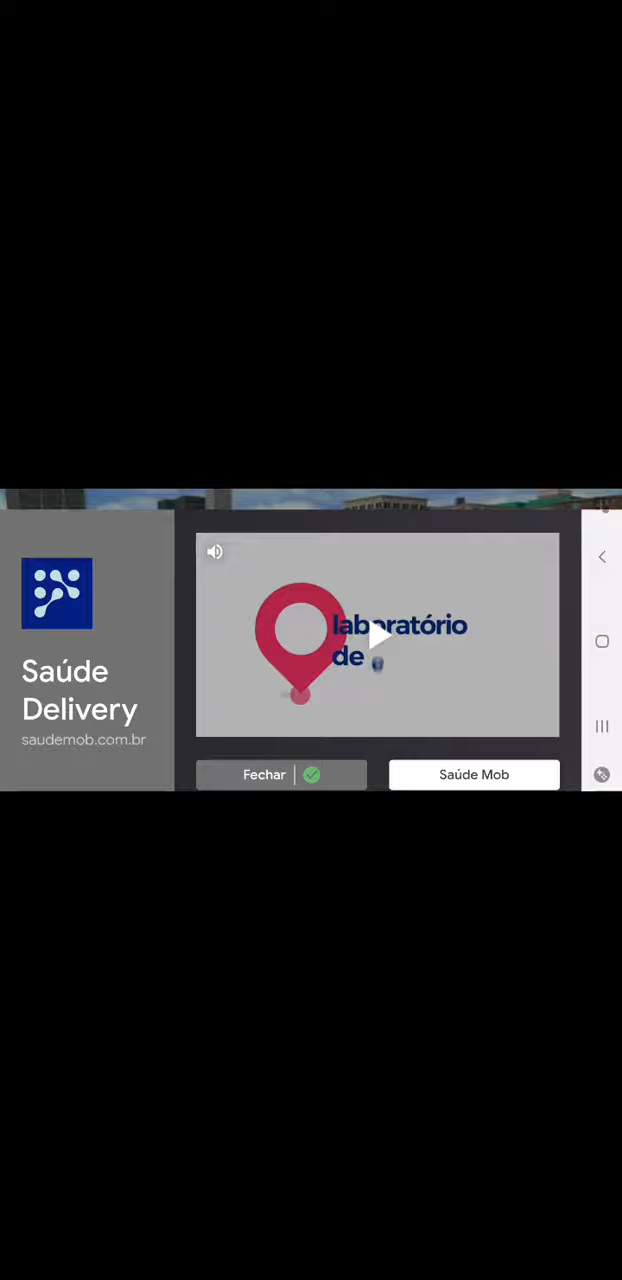 Saúde
Delivery
saudemob.com.br
laboratório
de
Fechar
Saúde Mob